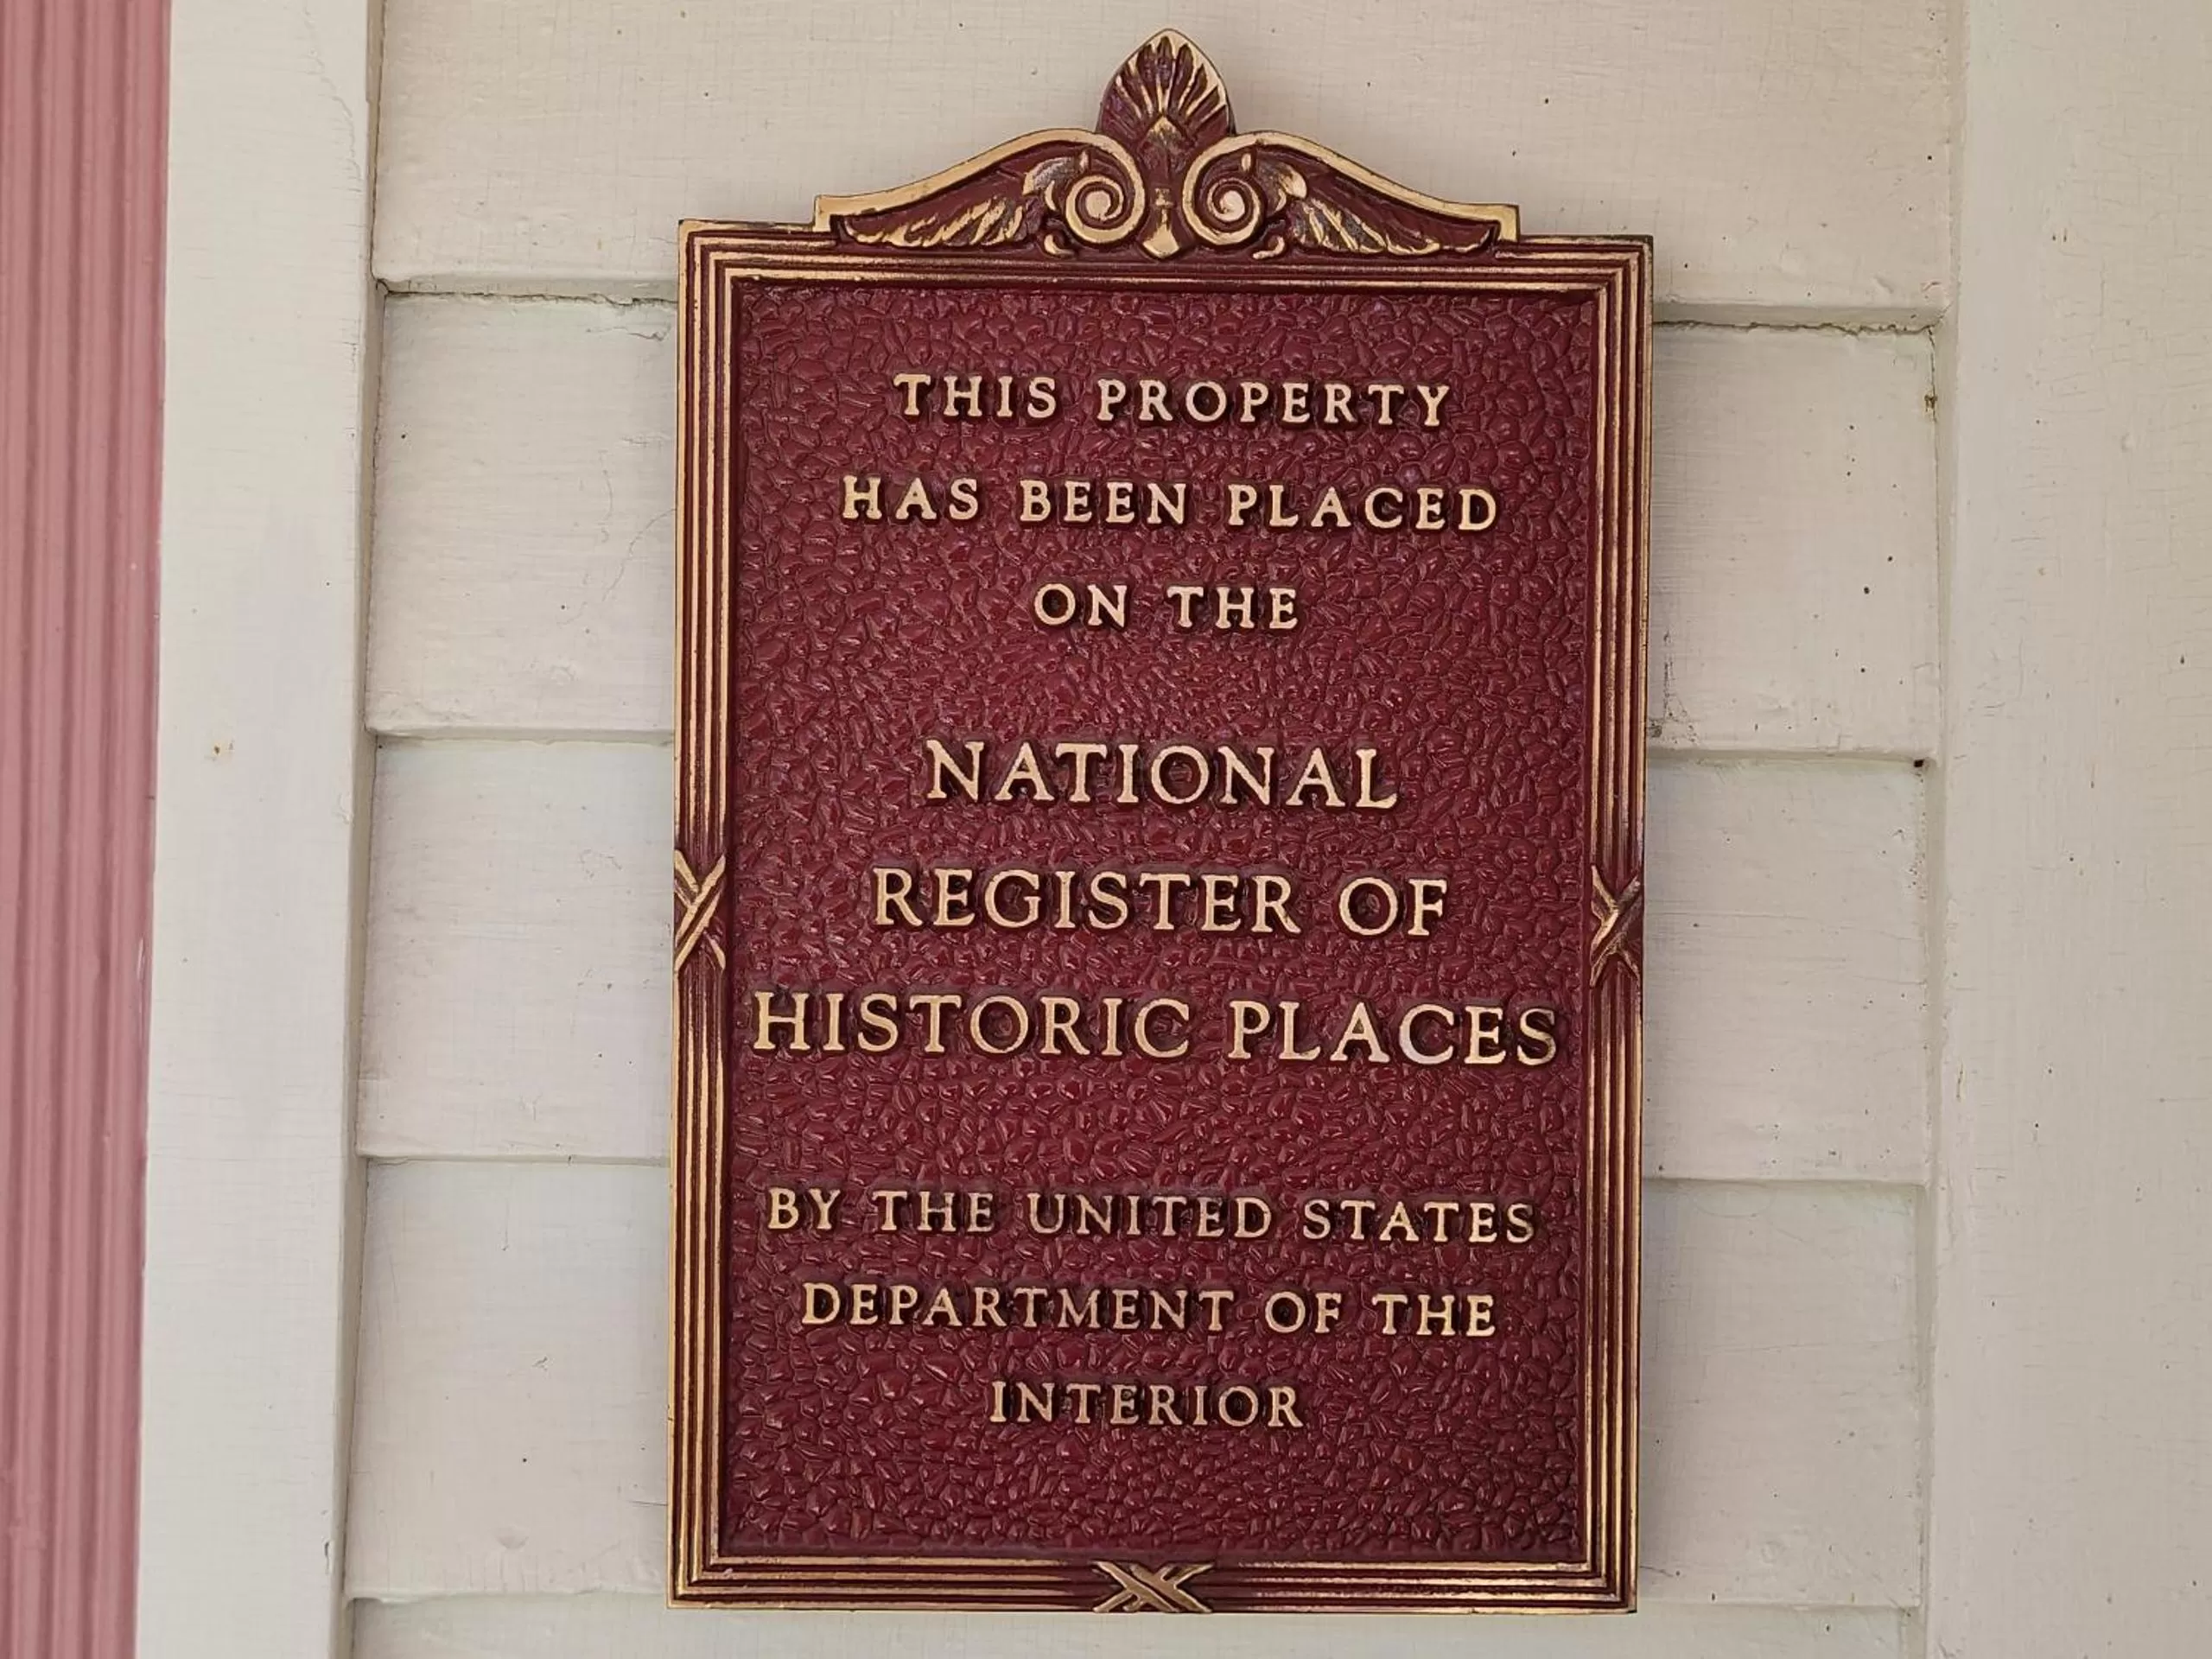 THIS PROPERTY
HAS BEEN PLACED
ON THE
NATIONAL
REGISTER OF
HISTORIC PLACES
BY THE UNITED STATES
DEPARTMENT OF THE
INTERIOR